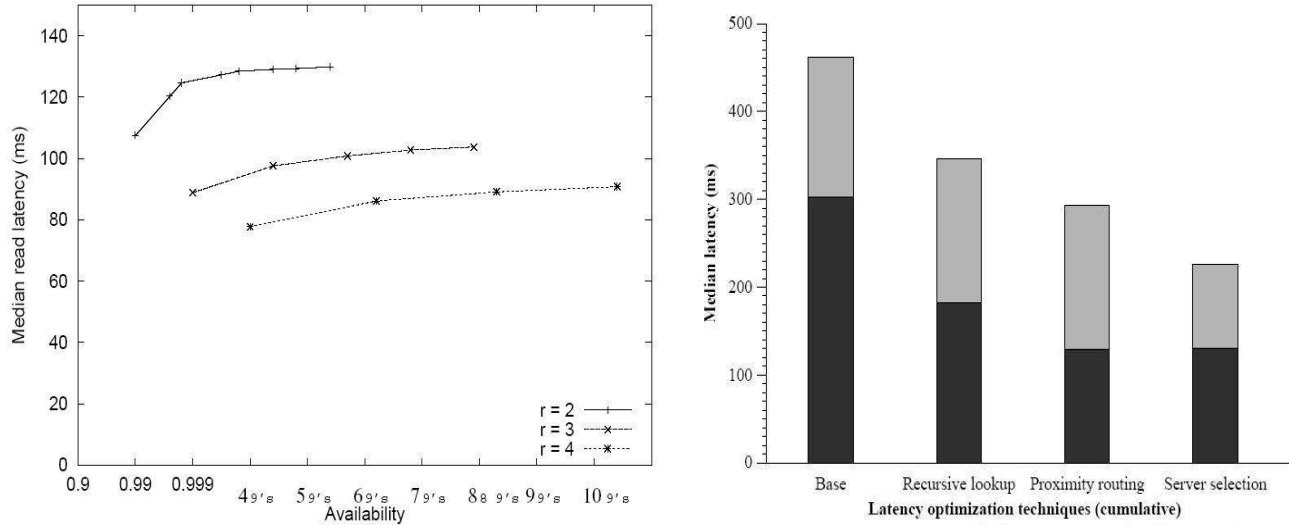 140
120
100
80
60
40
20
0
Median read latency (ms)
r = 2
r = 3
r = 4
0.9 0.99 0.999 4 9's 5 9's 6 9's 7 9's 8 8 9's 9 9's 10 9's
Availability
500
400
300
200
100
0
Median latency (ms)
Base Recursive lookup Proximity routing Server selection
Latency optimization techniques (cumulative)